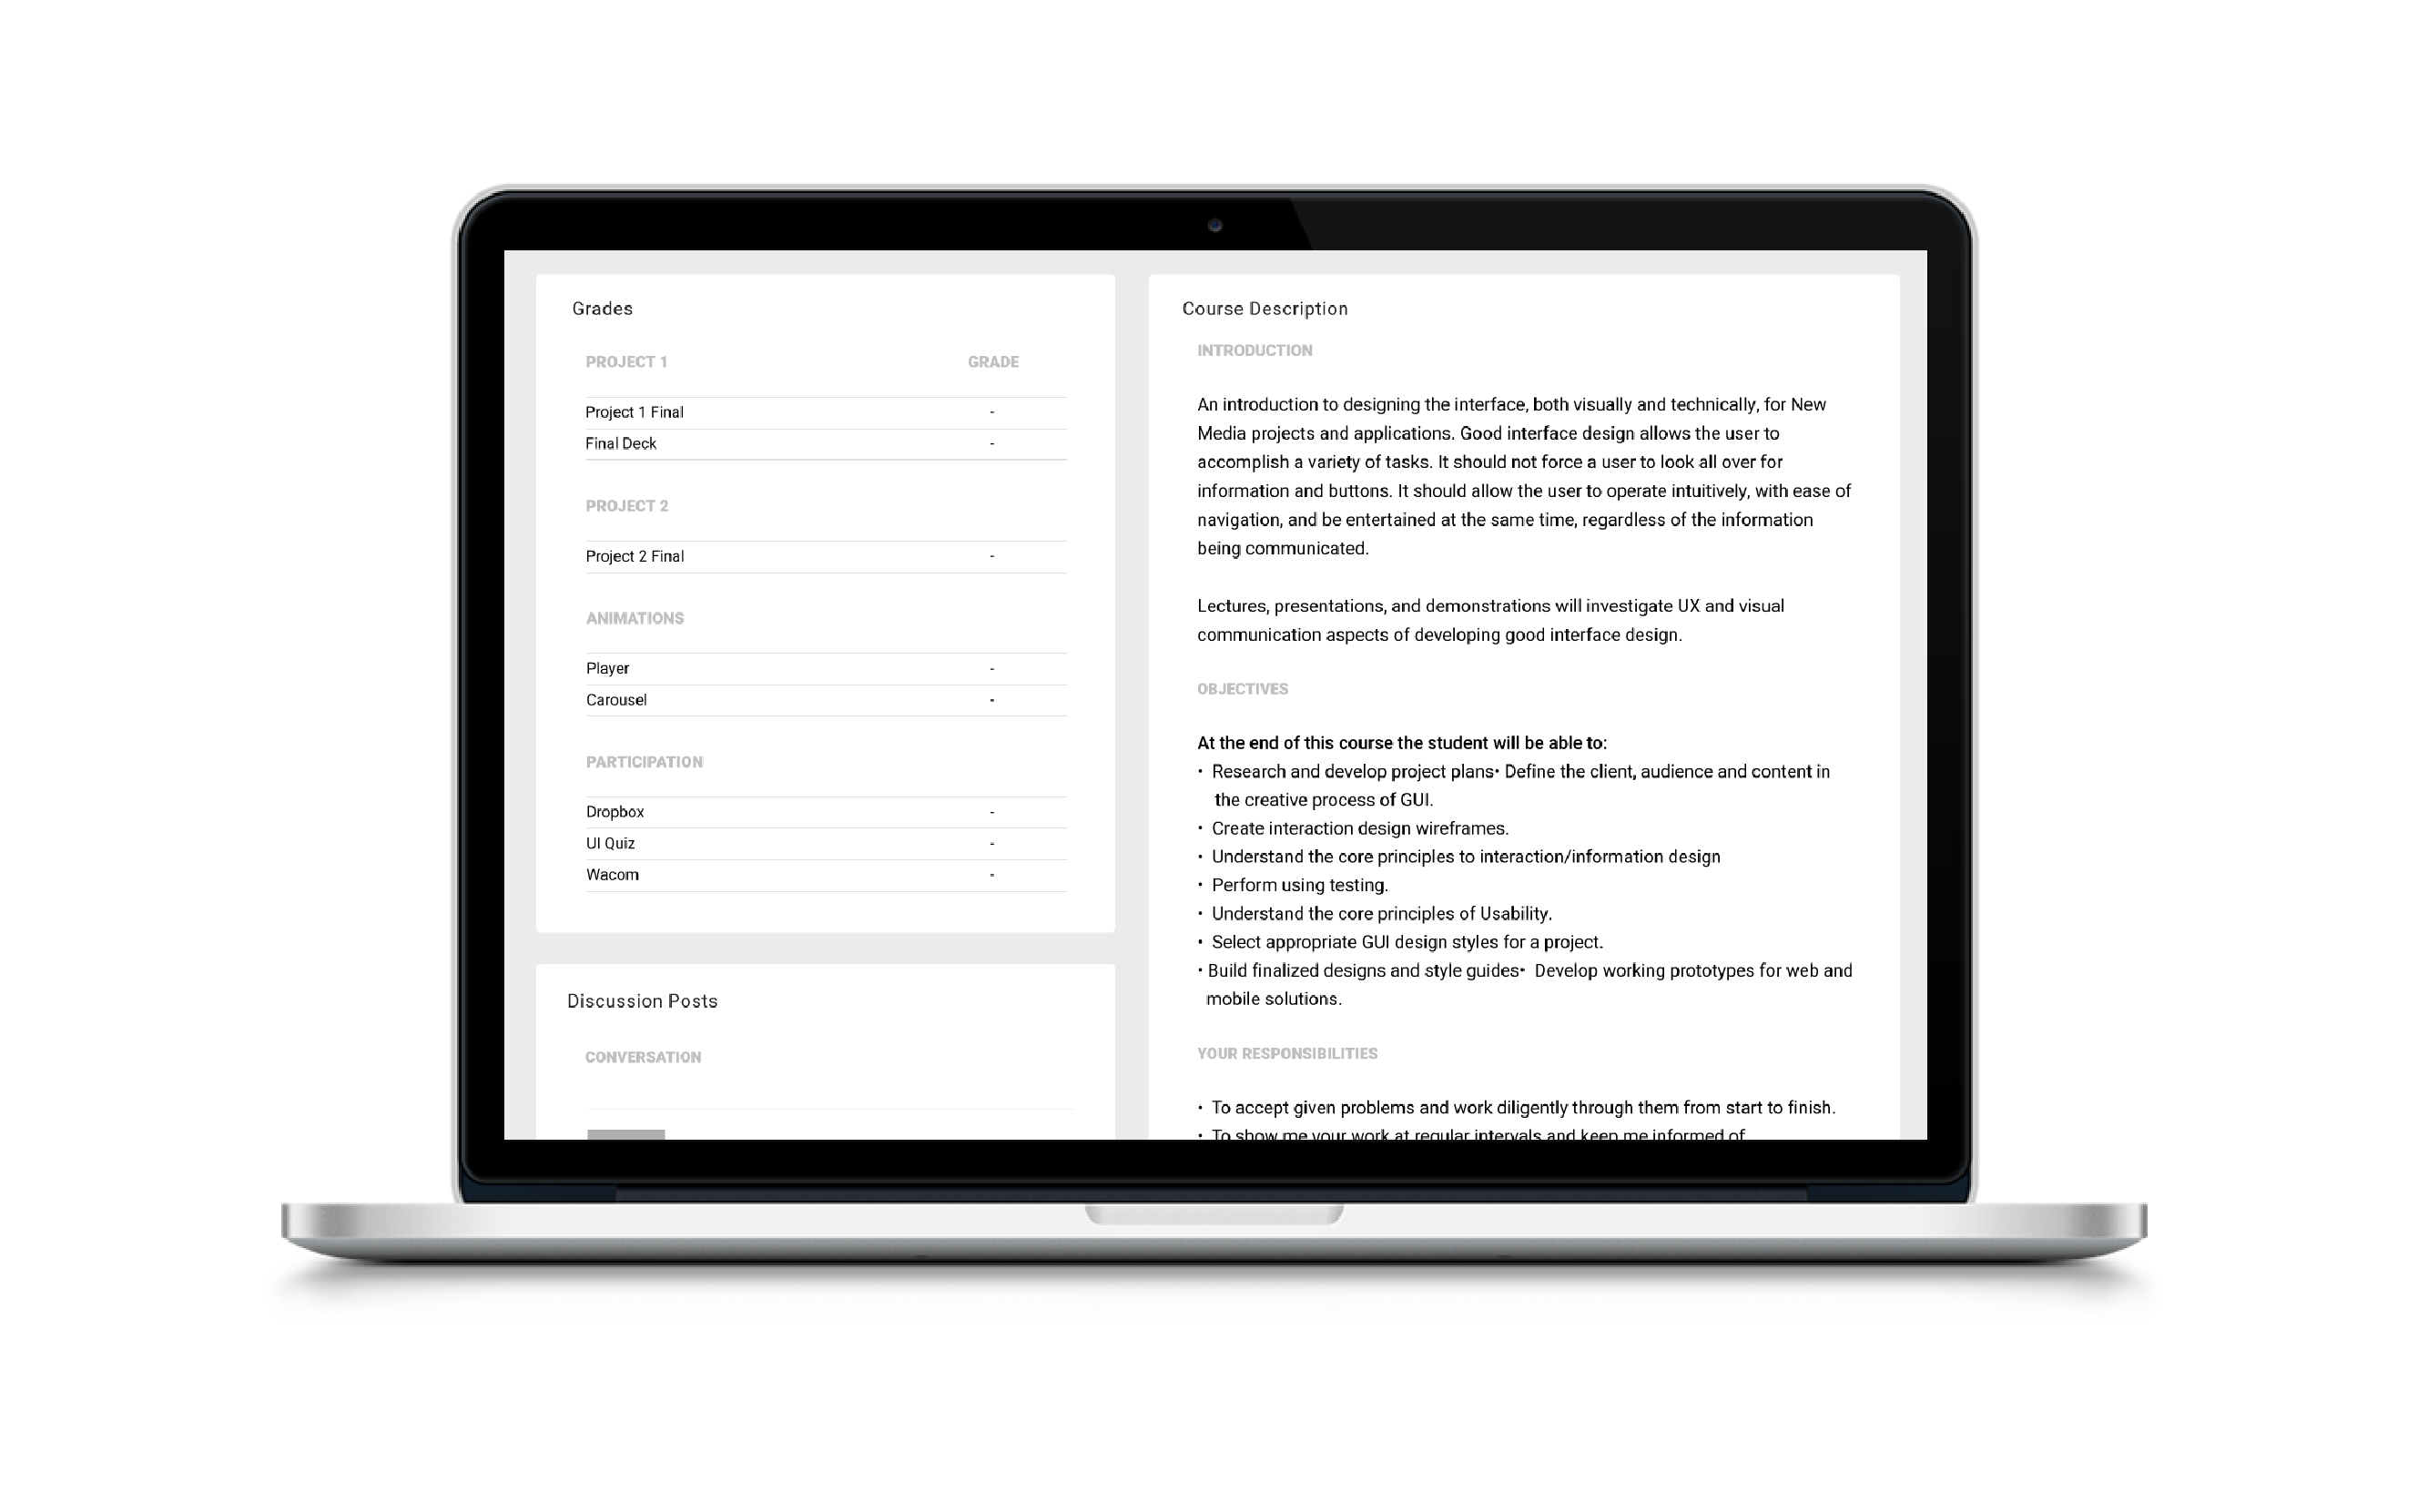 Grades
PROJECT 1 GRADE
Project 1 Final -
Final Deck -
PROJECT 2
Project 2 Final -
ANIMATIONS
Player -
Carousel -
PARTICIPATION
Dropbox -
UI Quiz -
Wacom -
Discussion Posts
CONVERSATION
Course Description
INTRODUCTION
An introduction to designing the interface, both visually and technically, for New
Media projects and applications. Good interface design allows the user to
accomplish a variety of tasks. It should not force a user to look all over for
information and buttons. It should allow the user to operate intuitively, with ease of
navigation, and be entertained at the same time, regardless of the information
being communicated.
Lectures, presentations, and demonstrations will investigate UX and visual
communication aspects of developing good interface design.
OBJECTIVES
At the end of this course the student will be able to:
• Research and develop project plans• Define the client, audience and content in
the creative process of GUI.
• Create interaction design wireframes.
• Understand the core principles to interaction/information design
• Perform using testing.
• Understand the core principles of Usability.
• Select appropriate GUI design styles for a project.
• Build finalized designs and style guides• Develop working prototypes for web and
mobile solutions.
YOUR RESPONSIBILITIES
• To accept given problems and work diligently through them from start to finish.
• To show me your work at regular intervals and keep me informed of